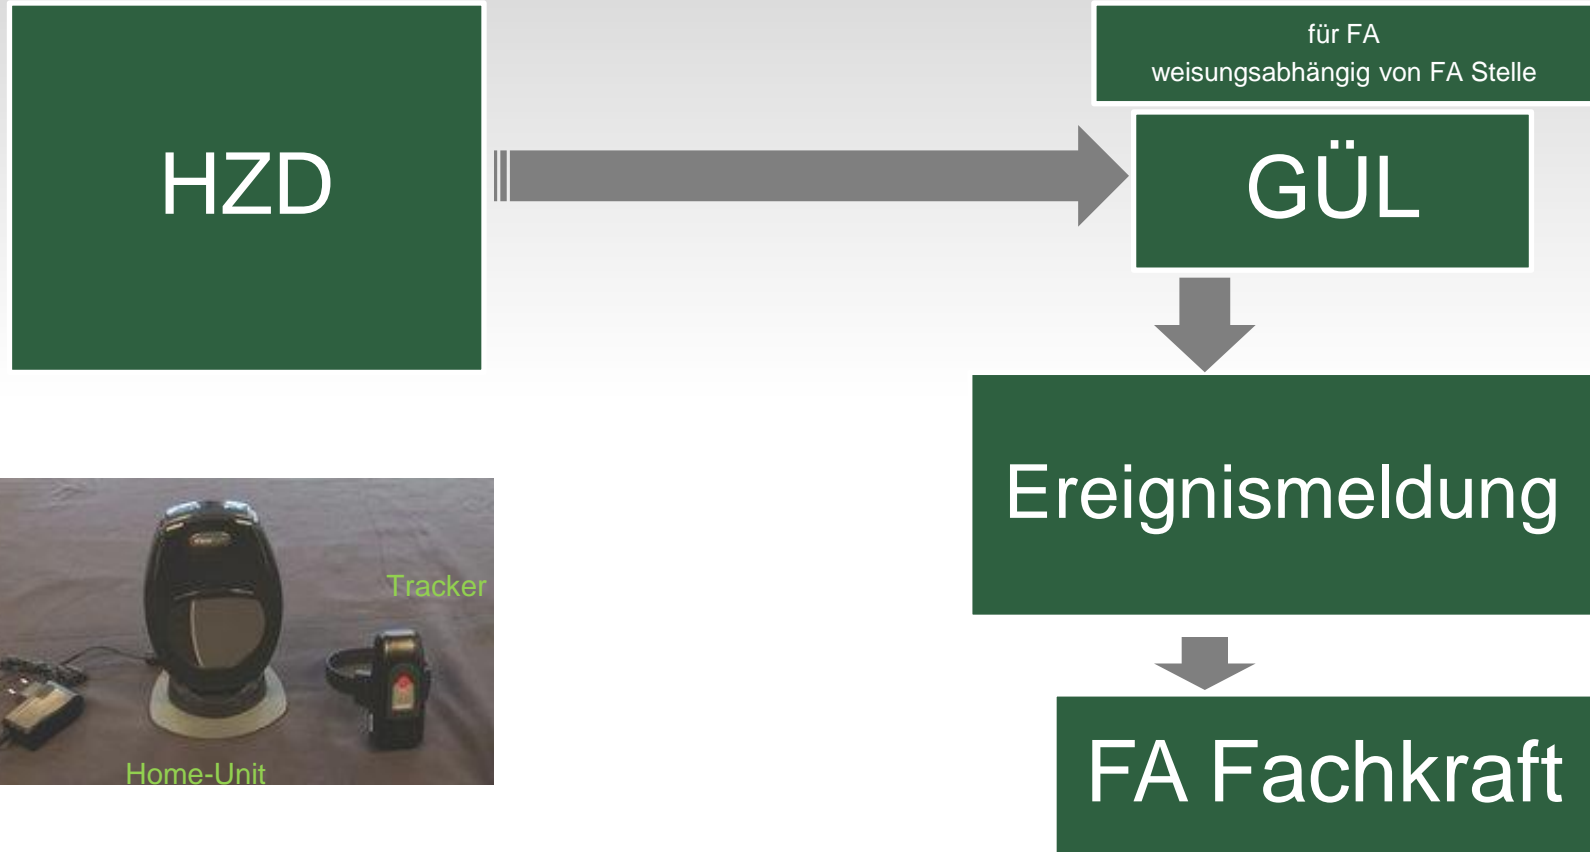 für FA
weisungsabhängig von FA Stelle
HZD
GÜL
Ereignismeldung
Tracker
Home-Unit
FA Fachkraft